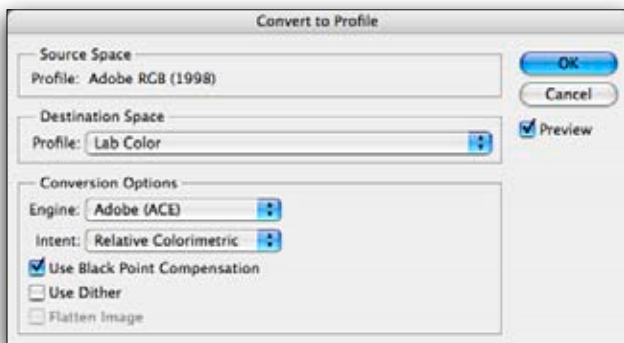 Convert to Profile
Source Space
Profile: Adobe RGB (1998)
OK
Cancel
Preview
Destination Space
Profile: Lab Color
Conversion Options
Engine: Adobe (ACE)
Intent: Relative Colorimetric
Use Black Point Compensation
Use Dither
Flatten Image